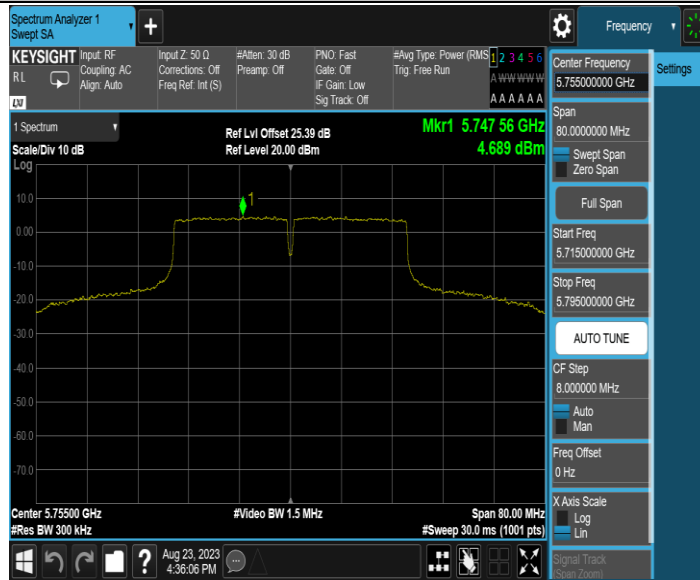 Spectrum Analyzer 1
Swept SA
Frequency
KEYSIGHT
RL
LXI
Input: RF
Coupling: AC
Align: Auto
Input Z: 50 Ω
Corrections: Off
Freq Ref: Int (S)
#Atten: 30 dB
Preamp: Off
PNO: Fast
Gate: Off
IF Gain: Low
Sig Track: Off
#Avg Type: Power (RMS
Trig: Free Run
1 2 3 4 5 6
A WW WW W
A A A A A A
1 Spectrum
Scale/Div 10 dB
Ref Lvl Offset 25.39 dB
Ref Level 20.00 dBm
Mkr1 5.747 56 GHz
4.689 dBm
Log
10.0
0.00
-10.0
-20.0
-30.0
-40.0
-50.0
-60.0
-70.0
1
Center 5.75500 GHz
#Res BW 300 kHz
#Video BW 1.5 MHz
Span 80.00 MHz
#Sweep 30.0 ms (1001 pts)
Center Frequency
5.755000000 GHz
Settings
Span
80.0000000 MHz
Swept Span
Zero Span
Full Span
Start Freq
5.715000000 GHz
Stop Freq
5.795000000 GHz
AUTO TUNE
CF Step
8.000000 MHz
Auto
Man
Freq Offset
0 Hz
X Axis Scale
Log
Lin
Signal Track
(Span Zoom)
?
Aug 23, 2023
4:36:06 PM